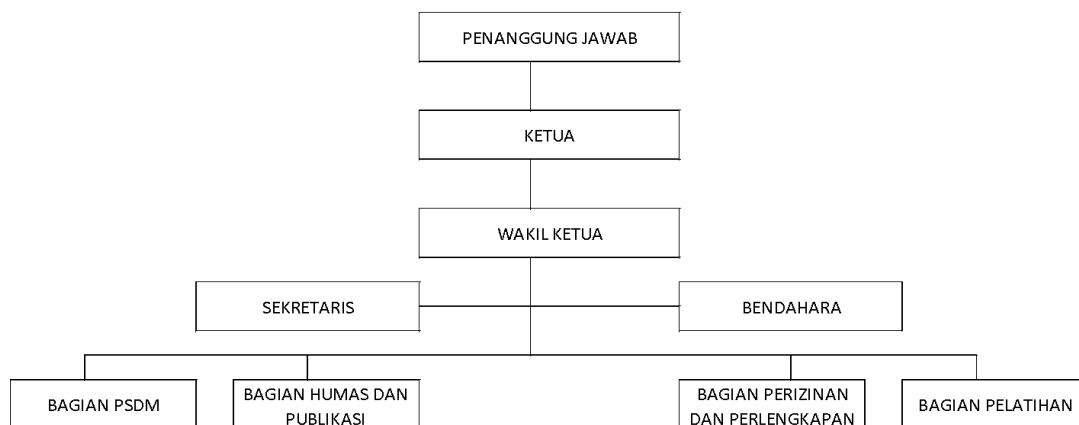 PENANGGUNG JAWAB
KETUA
WAKIL KETUA
SEKRETARIS
BENDAHARA
BAGIAN PSDM
BAGIAN HUMAS DAN
PUBLIKASI
BAGIAN PERIZINAN
DAN PERLENGKAPAN
BAGIAN PELATIHAN